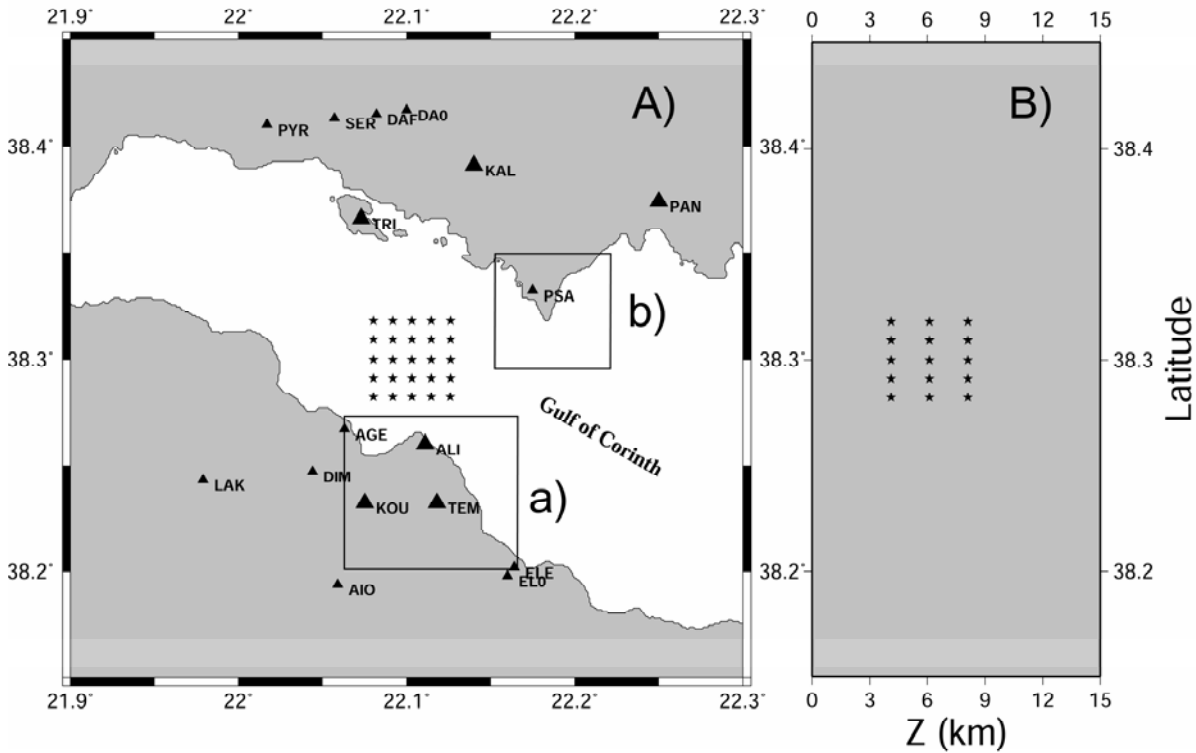 21.9° 22° 22.1° 22.2° 22.3° 0 3 6 9 12 15
A) B)
PYR SER DAF DA0
38.4° 38.4
KAL
PAN
TRI
PSA
b)
38.3° 38.3
Latitude
Gulf of Corinth
AGE
ALI
DIM
LAK
a)
KOU TEM
38.2° 38.2
ELE
EL0
AIO
21.9° 22° 22.1° 22.2° 22.3° 0 3 6 9 12 15
Z (km)